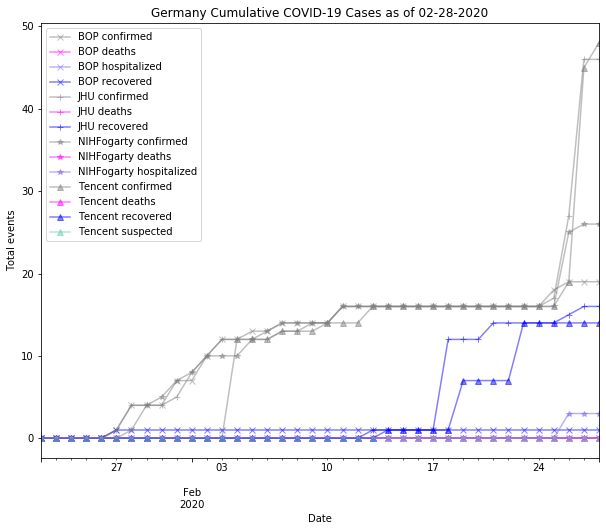 Germany Cumulative COVID-19 Cases as of 02-28-2020
50
40
30
20
10
0
Total events
BOP confirmed
BOP deaths
BOP hospitalized
BOP recovered
JHU confirmed
JHU deaths
JHU recovered
NIHFogarty confirmed
NIHFogarty deaths
NIHFogarty hospitalized
Tencent confirmed
Tencent deaths
Tencent recovered
Tencent suspected
27 03 10 17 24
Feb
2020
Date